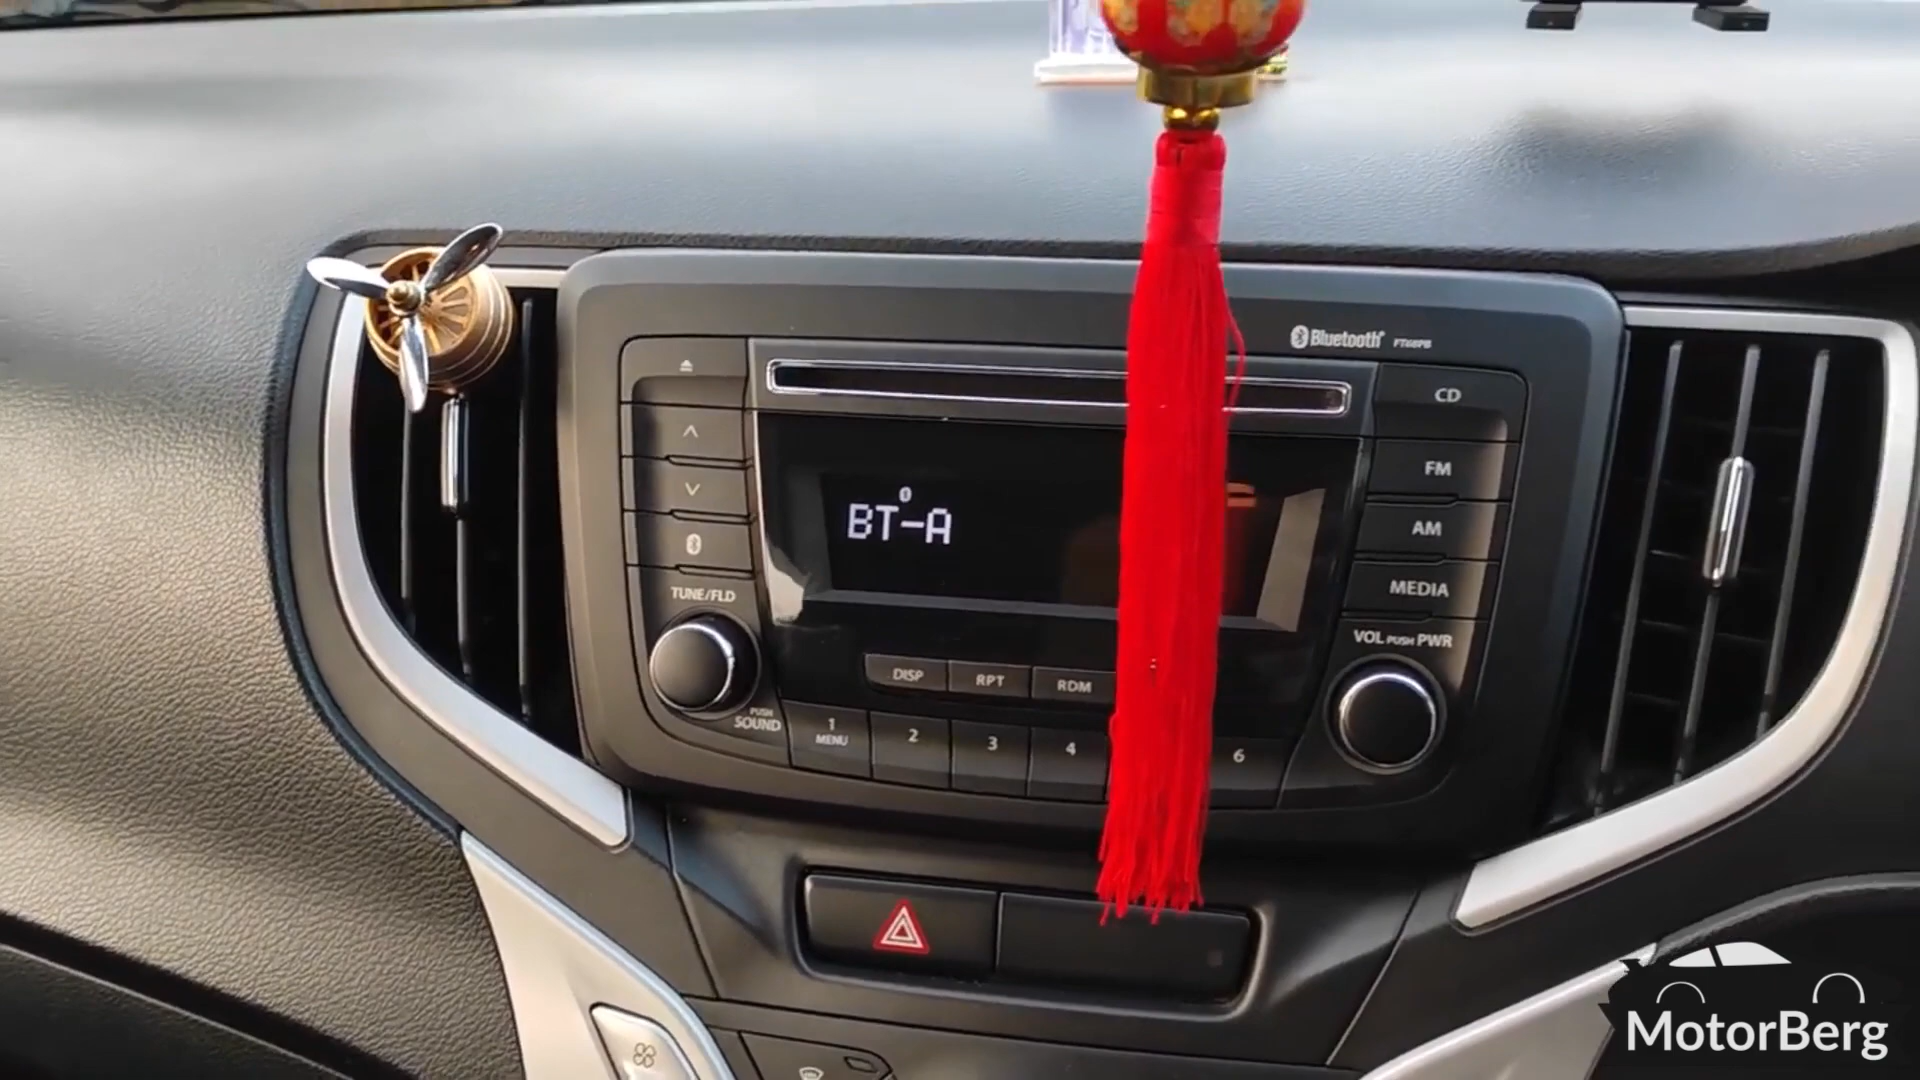 Bluetooth
CD
FM
AM
MEDIA
VOL PUSH PWR
BT-A
TUNE/FLD
PUSH
SOUND
DISP
RPT
RDM
1
MENU
2
3
4
6
MotorBerg